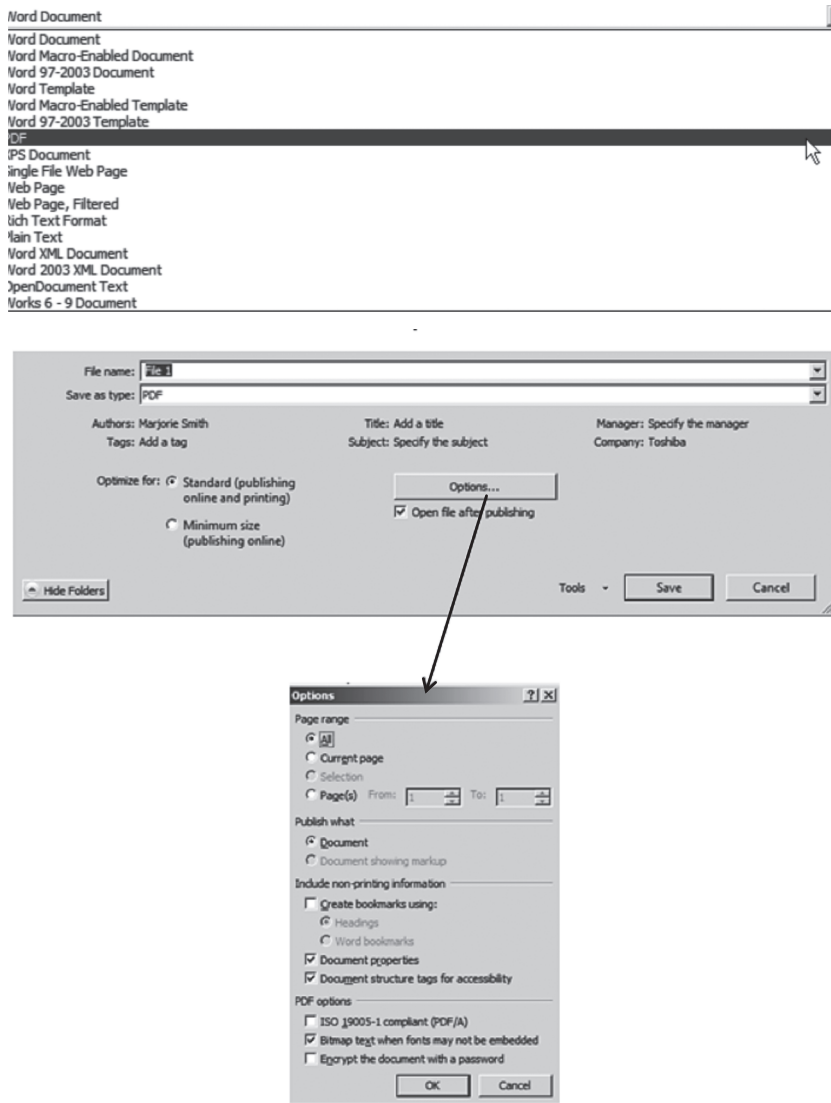 Word Document
Word Document
Word Macro-Enabled Document
Word 97-2003 Document
Word Template
Word Macro-Enabled Template
Word 97-2003 Template
PDF
XPS Document
Single File Web Page
Web Page
Web Page, Filtered
Rich Text Format
Plain Text
Word XML Document
Word 2003 XML Document
OpenDocument Text
Works 6 - 9 Document
File name: File 1
Save as type: PDF
Authors: Marjorie Smith Title: Add a title Manager: Specify the manager
Tags: Add a tag Subject: Specify the subject Company: Toshiba
Optimize for: Standard (publishing online and printing)
Minimum size (publishing online)
Options...
Open file after publishing
Hide Folders Tools Save Cancel
Options
Page range
All
Current page
Selection
Page(s) From: 1 To: 1
Publish what
Document
Document showing markup
Include non-printing information
Create bookmarks using:
Headings
Word bookmarks
Document properties
Document structure tags for accessibility
PDF options
ISO 19005-1 compliant (PDF/A)
Bitmap text when fonts may not be embedded
Encrypt the document with a password
OK Cancel